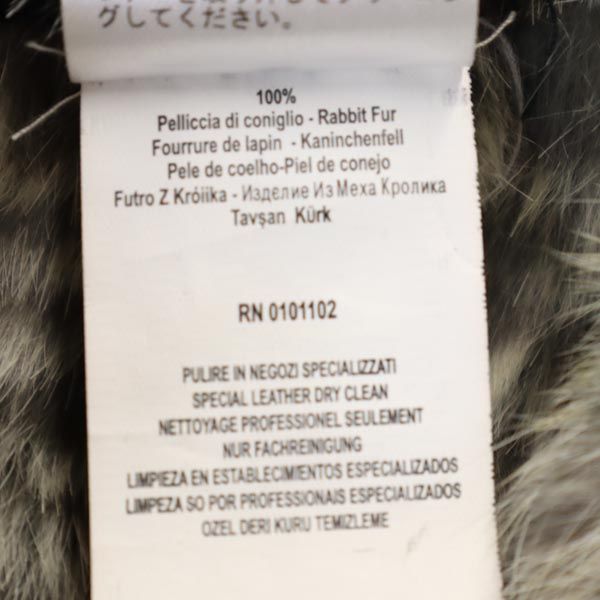 グしてください。
100%
Pelliccia di coniglio - Rabbit Fur
Fourrure de lapin - Kaninchenfell
Pele de coelho-Piel de conejo
Futro Z Króiika - Изделие Из Меха Кролика
Tavşan Kürk
RN 0101102
PULIRE IN NEGOZI SPECIALIZZATI
SPECIAL LEATHER DRY CLEAN
NETTOYAGE PROFESSIONEL SEULEMENT
NUR FACHREINIGUNG
LIMPIEZA EN ESTABLECIMIENTOS ESPECIALIZADOS
LIMPEZA SO POR PROFESSIONAIS ESPECIALIZADOS
OZEL DERI KURU TEMIZLEME